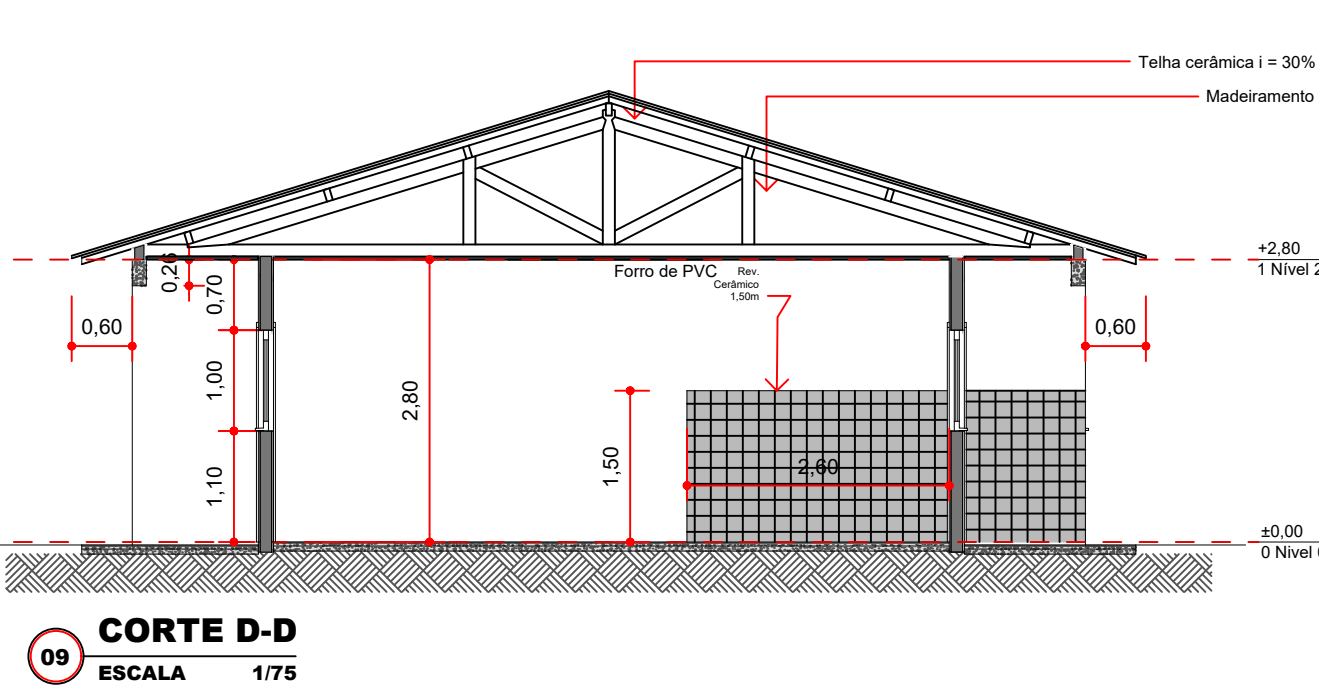 Telha cerâmica i = 30%
Madeiramento
+2,80
1 Nível 2
Forro de PVC
Rev.
Cerâmico
1,50m
0,26
0,70
0,60
0,60
1,00
2,80
1,10
1,50
2,60
±0,00
0 Nivel
09
CORTE D-D
ESCALA 1/75